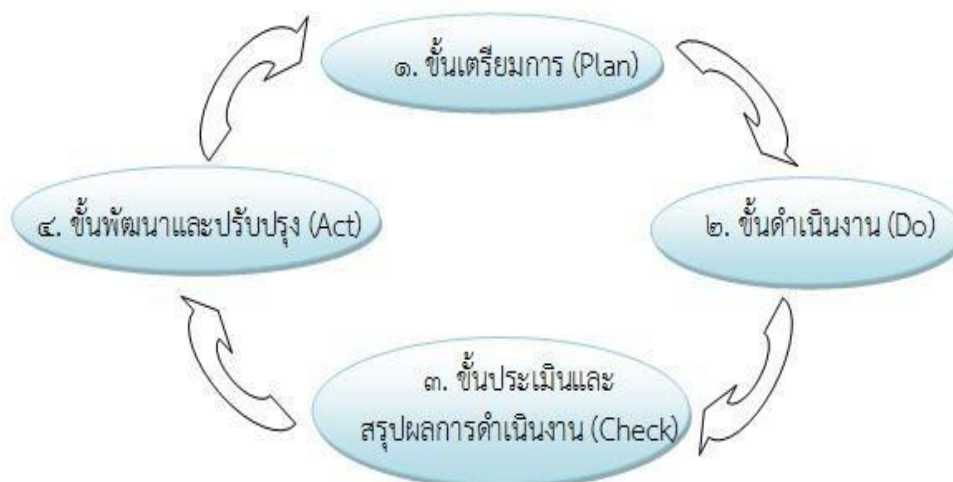 ๑. ขั้นเตรียมการ (Plan)
๒. ขั้นดำเนินงาน (Do)
๓. ขั้นประเมินและ
สรุปผลการดำเนินงาน (Check)
๔. ขั้นพัฒนาและปรับปรุง (Act)